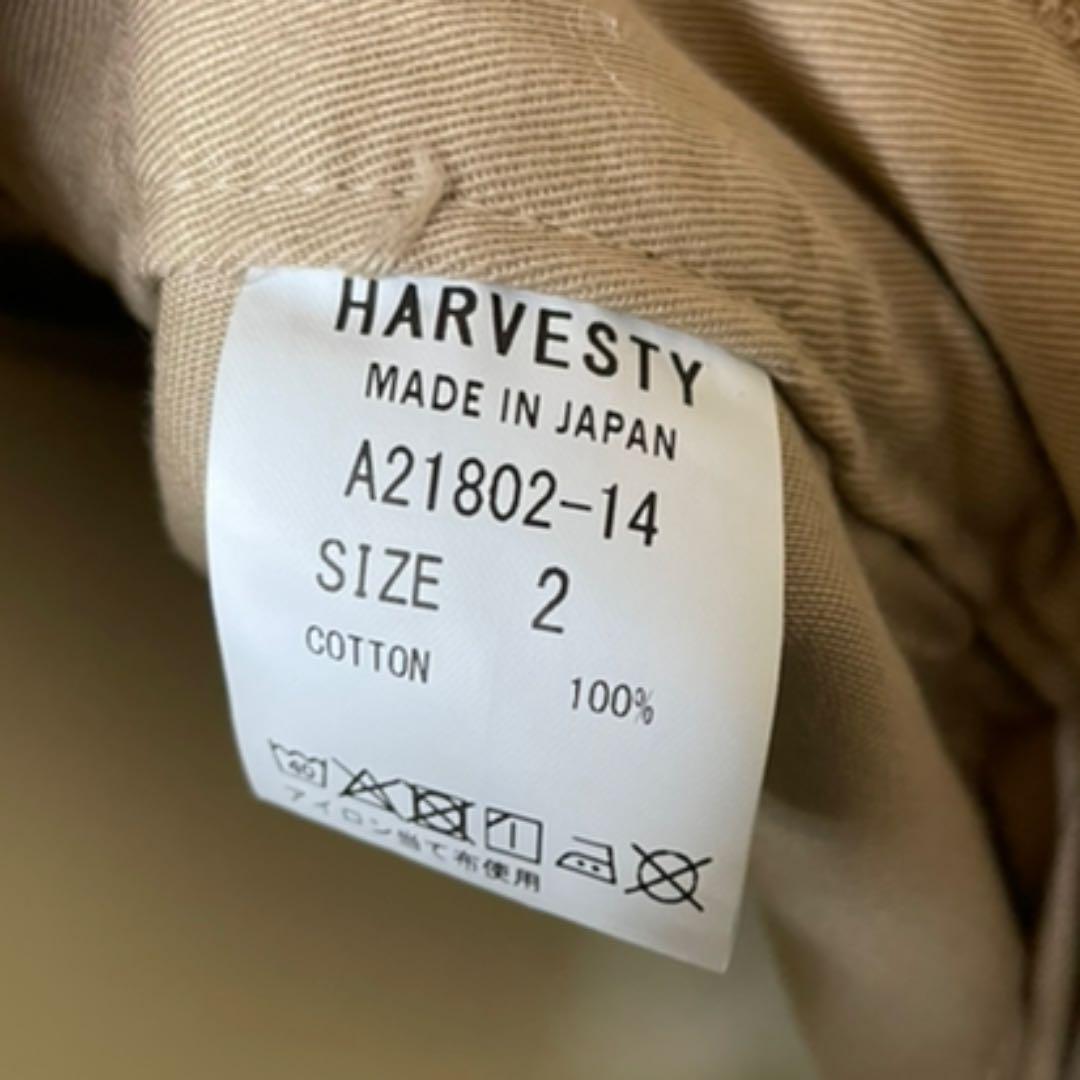 HARVESTY
MADE IN JAPAN
A21802-14
SIZE 2
COTTON 100%
40
アイロン当て布使用